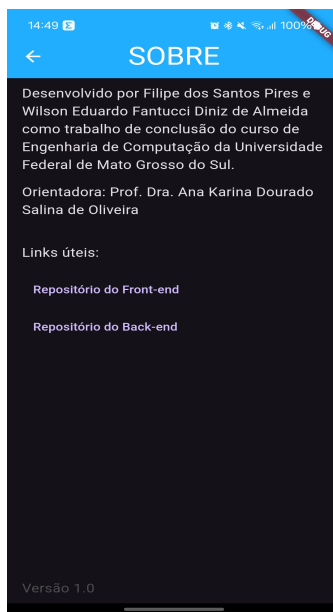 14:49 100%
DEBUG
SOBRE
Desenvolvido por Filipe dos Santos Pires e
Wilson Eduardo Fantucci Diniz de Almeida
como trabalho de conclusão do curso de
Engenharia de Computação da Universidade
Federal de Mato Grosso do Sul.
Orientadora: Prof. Dra. Ana Karina Dourado
Salina de Oliveira
Links úteis:
Repositório do Front-end
Repositório do Back-end
Versão 1.0